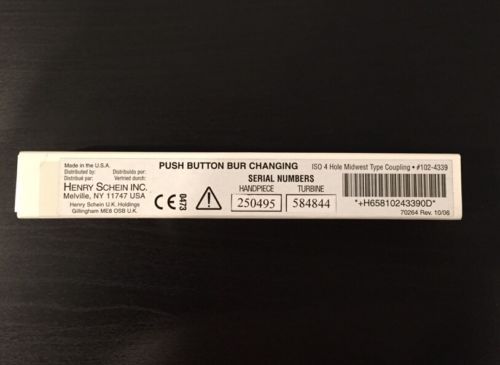 Made in the U.S.A.
Distributed by: Distribuido por:
Distribué par: Vertrieb durch:
HENRY SCHEIN INC.
Melville, NY 11747 USA
Henry Schein U.K. Holdings
Gillingham ME8 OSB U.K.
CE 0473
PUSH BUTTON BUR CHANGING
SERIAL NUMBERS
HANDPIECE TURBINE
250495 584844
ISO 4 Hole Midwest Type Coupling • #102-4339
*+H65810243390D*
70264 Rev. 10/06